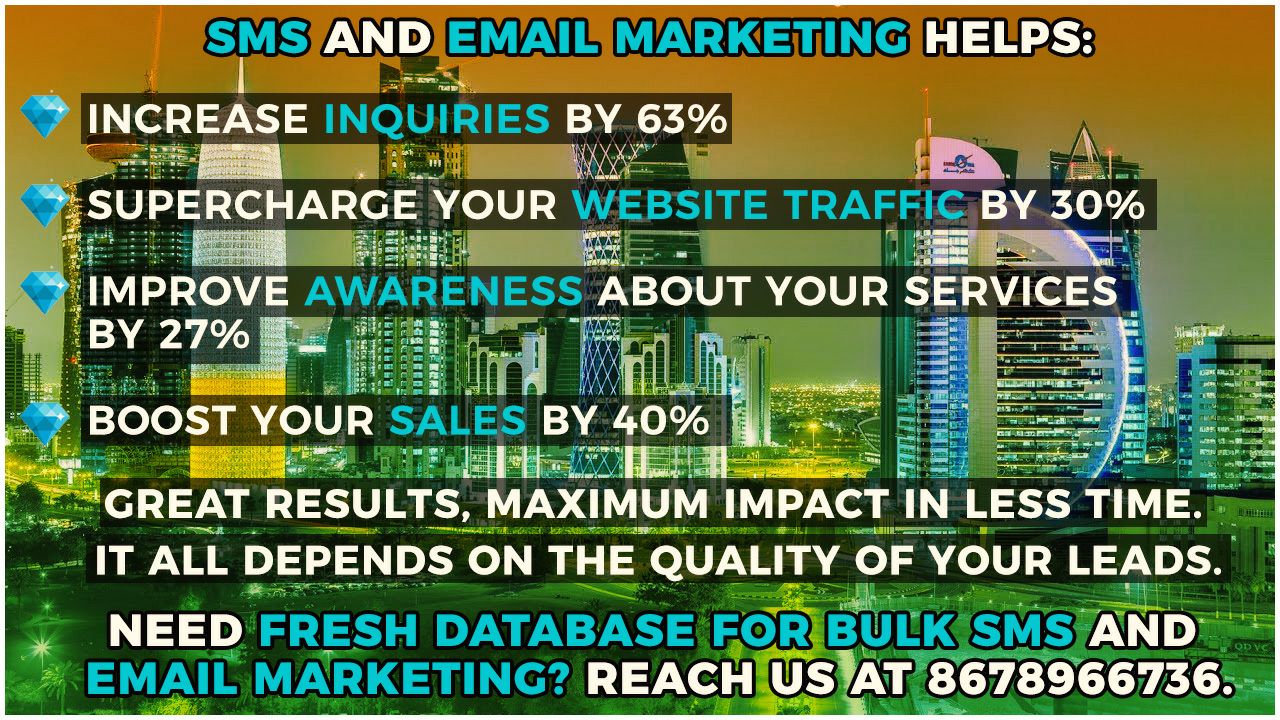 SMS AND EMAIL MARKETING HELPS:
INCREASE INQUIRIES BY 63%
SUPERCHARGE YOUR WEBSITE TRAFFIC BY 30%
IMPROVE AWARENESS ABOUT YOUR SERVICES
BY 27%
BOOST YOUR SALES BY 40%
GREAT RESULTS, MAXIMUM IMPACT IN LESS TIME.
IT ALL DEPENDS ON THE QUALITY OF YOUR LEADS.
NEED FRESH DATABASE FOR BULK SMS AND
EMAIL MARKETING? REACH US AT 8678966736.
QDVC